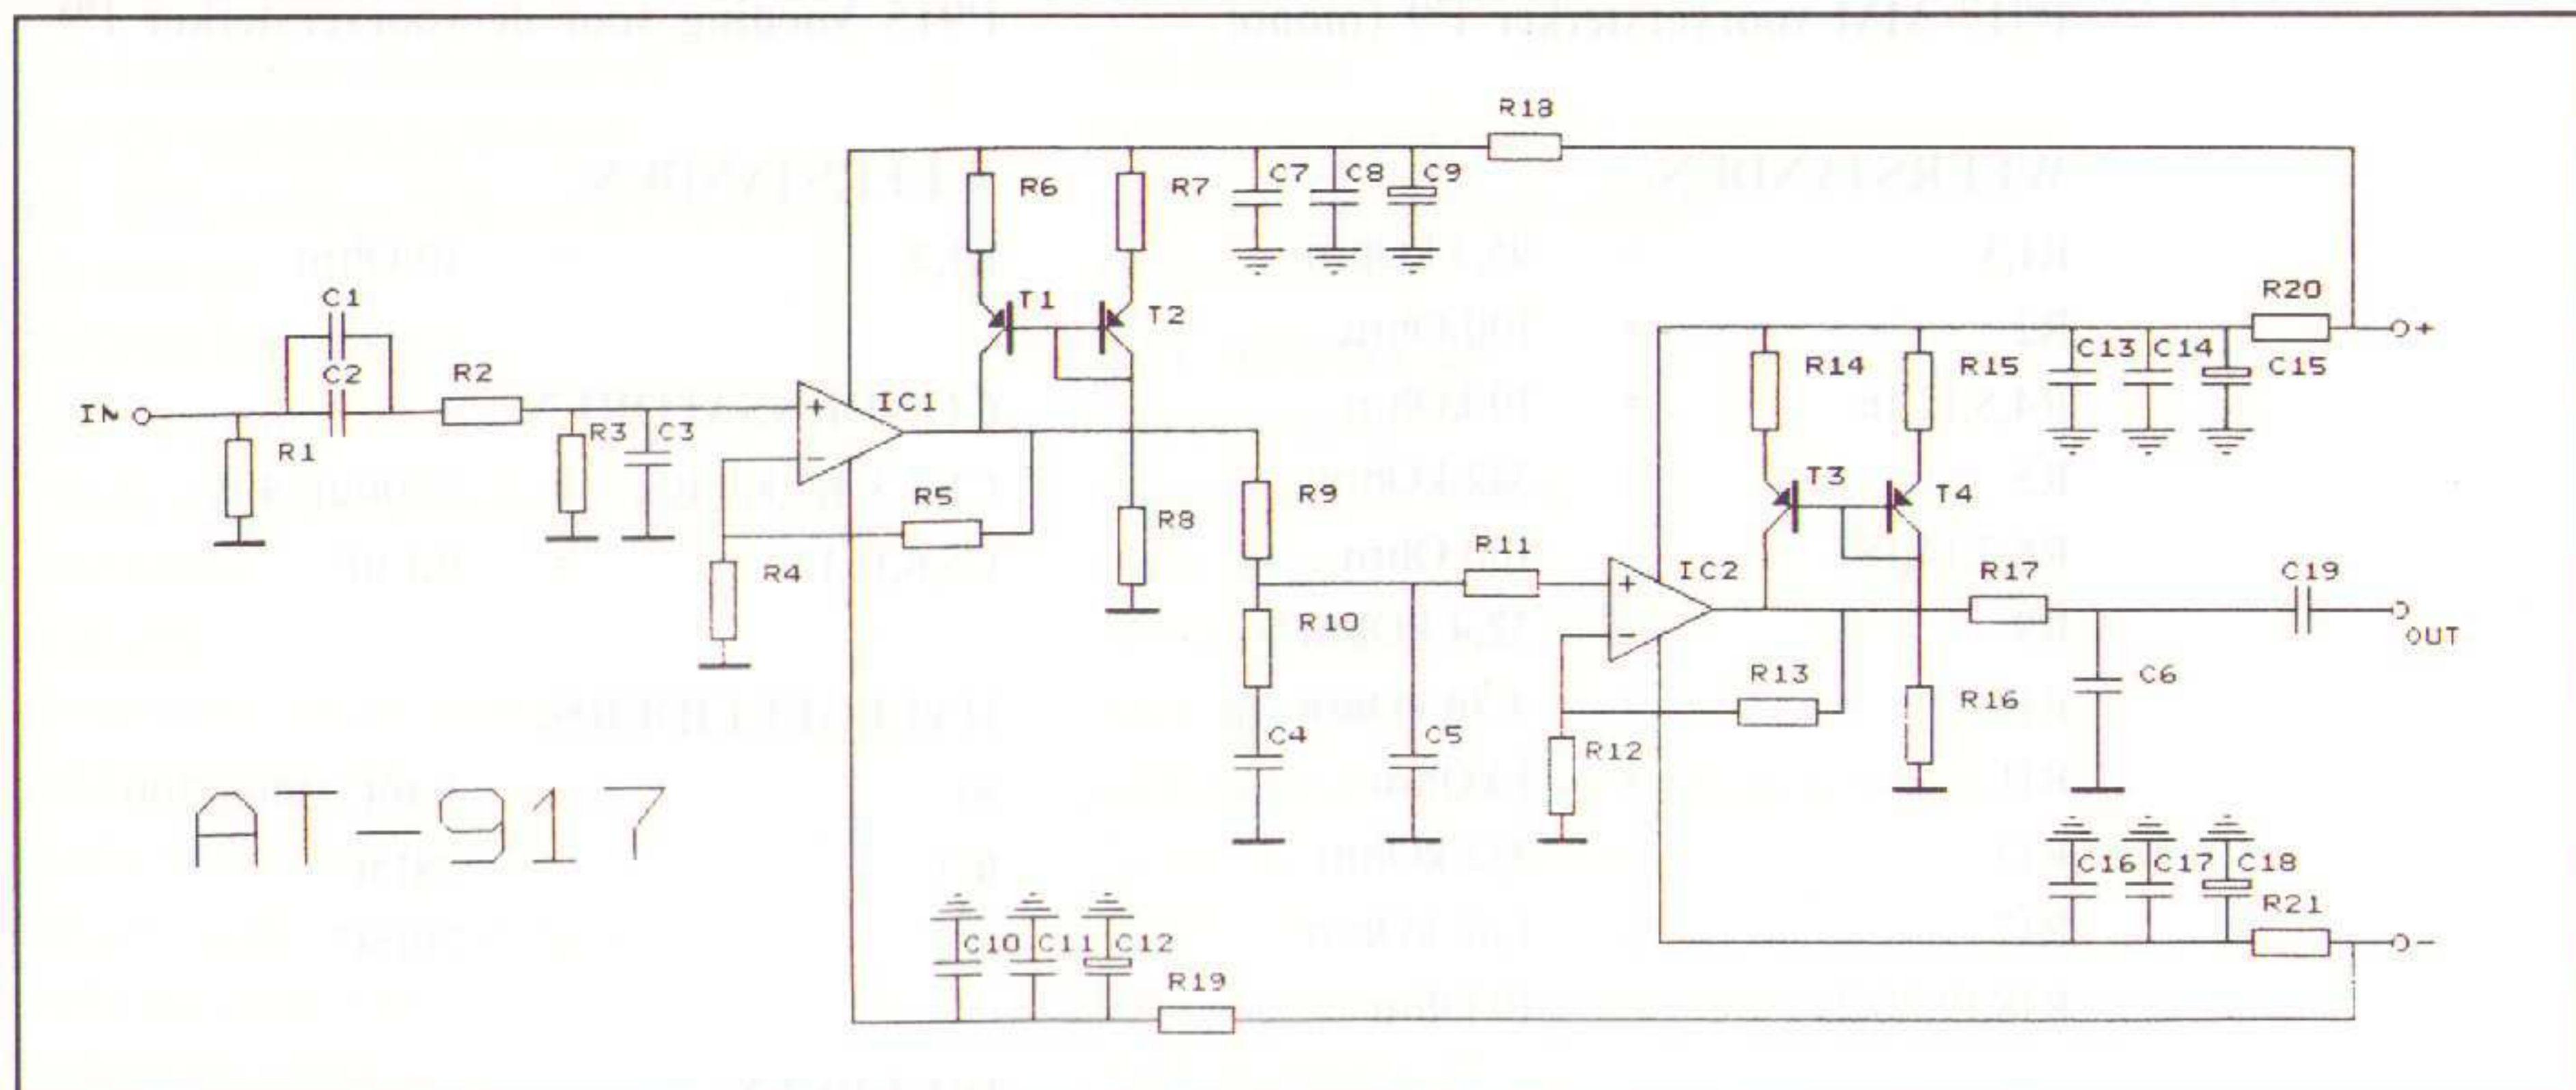 R18
R6 R7 C7 C8 C9
C1 T1 T2 R20
+
C2 R2 R14 R15 C13 C14 C15
IN + IC1
R1 R3 C3 -
R5 R9 T3 T4
R8
R4 R11 IC2 R17 C19
+
R10 - OUT
R13 C6
R16
C4 C5 R12
AT-917
C16 C17 C18
R21
C10 C11 C12 -
R19